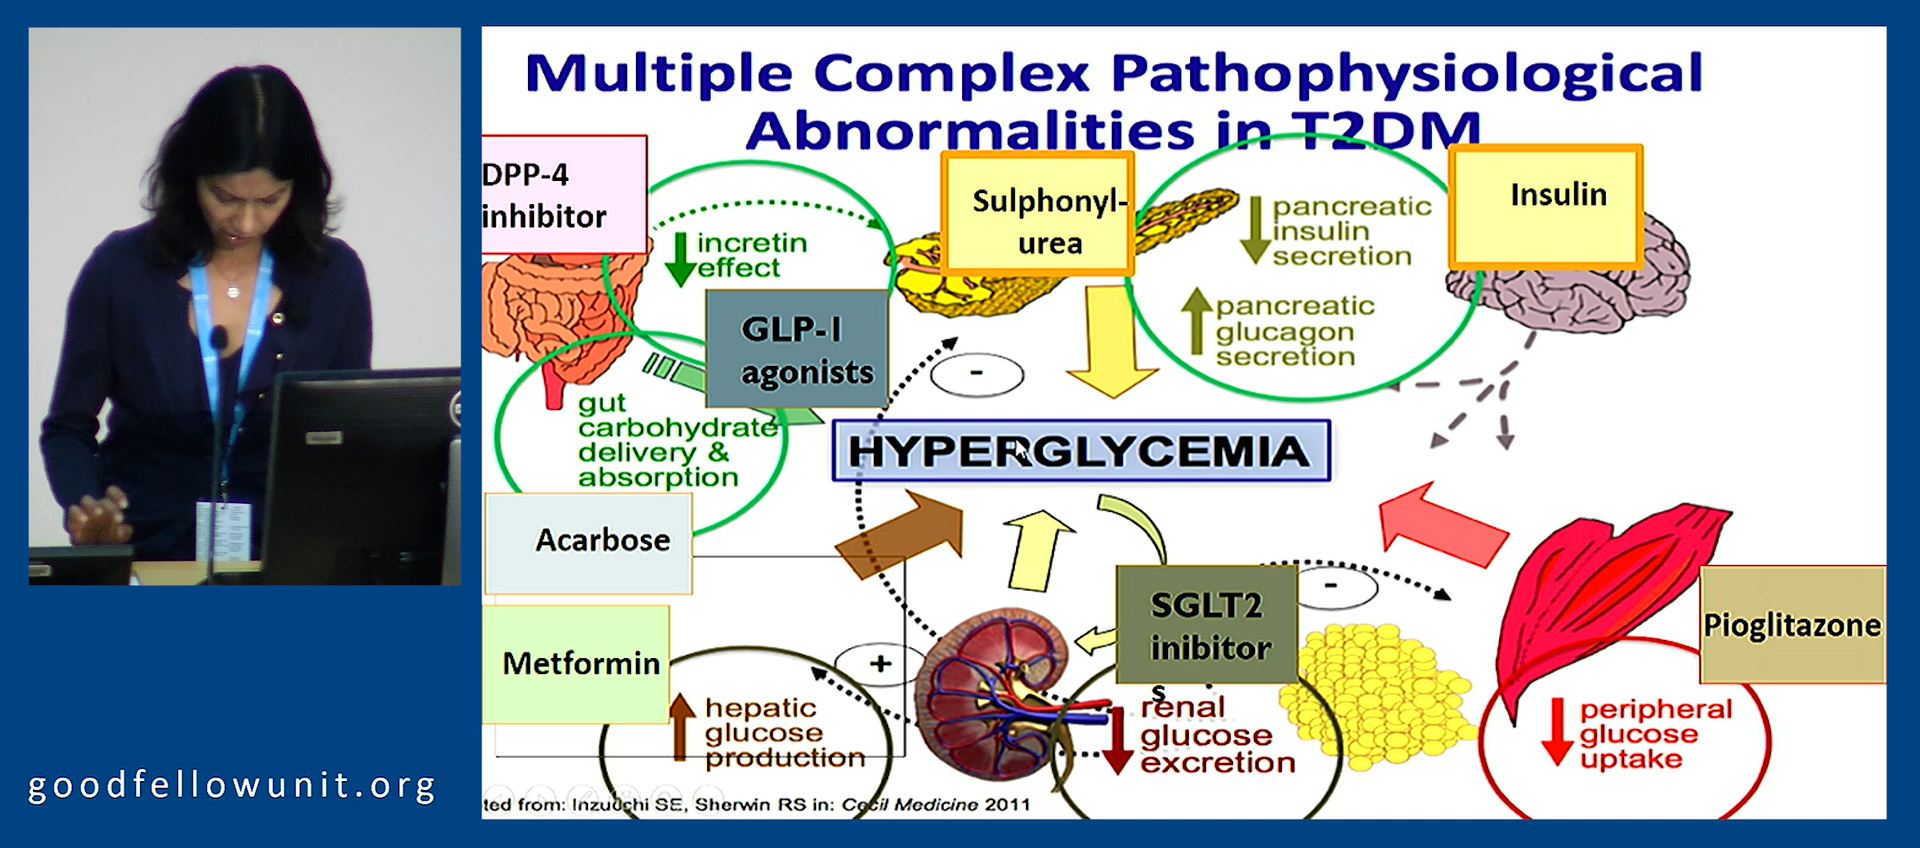 Multiple Complex Pathophysiological
Abnormalities in T2DM
DPP-4
inhibitor
incretin
effect
GLP-1
agonists
Sulphonyl-
urea
pancreatic
insulin
secretion
pancreatic
glucagon
secretion
Insulin
-
gut
carbohydrate
delivery &
absorption
HYPERGLYCEMIA
Acarbose
Metformin
+
hepatic
glucose
production
SGLT2
inibitor
s
renal
glucose
excretion
-
Pioglitazone
peripheral
glucose
uptake
ted from: Inzucchi SE, Sherwin RS in: Cecil Medicine 2011
goodfellowunit.org